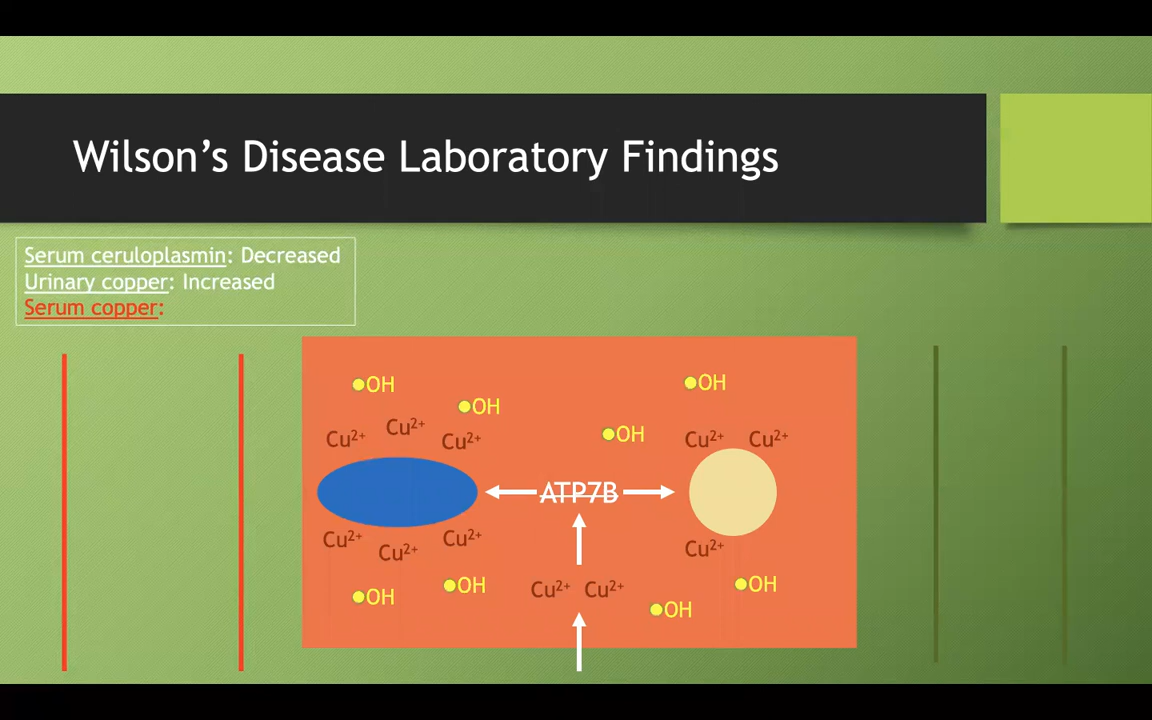 Wilson’s Disease Laboratory Findings
Serum ceruloplasmin: Decreased
Urinary copper: Increased
Serum copper:
OH
OH
OH
OH
Cu²⁺ Cu²⁺ Cu²⁺
Cu²⁺ Cu²⁺
ATP7B
Cu²⁺ Cu²⁺ Cu²⁺
Cu²⁺
OH
OH
Cu²⁺ Cu²⁺
OH
OH